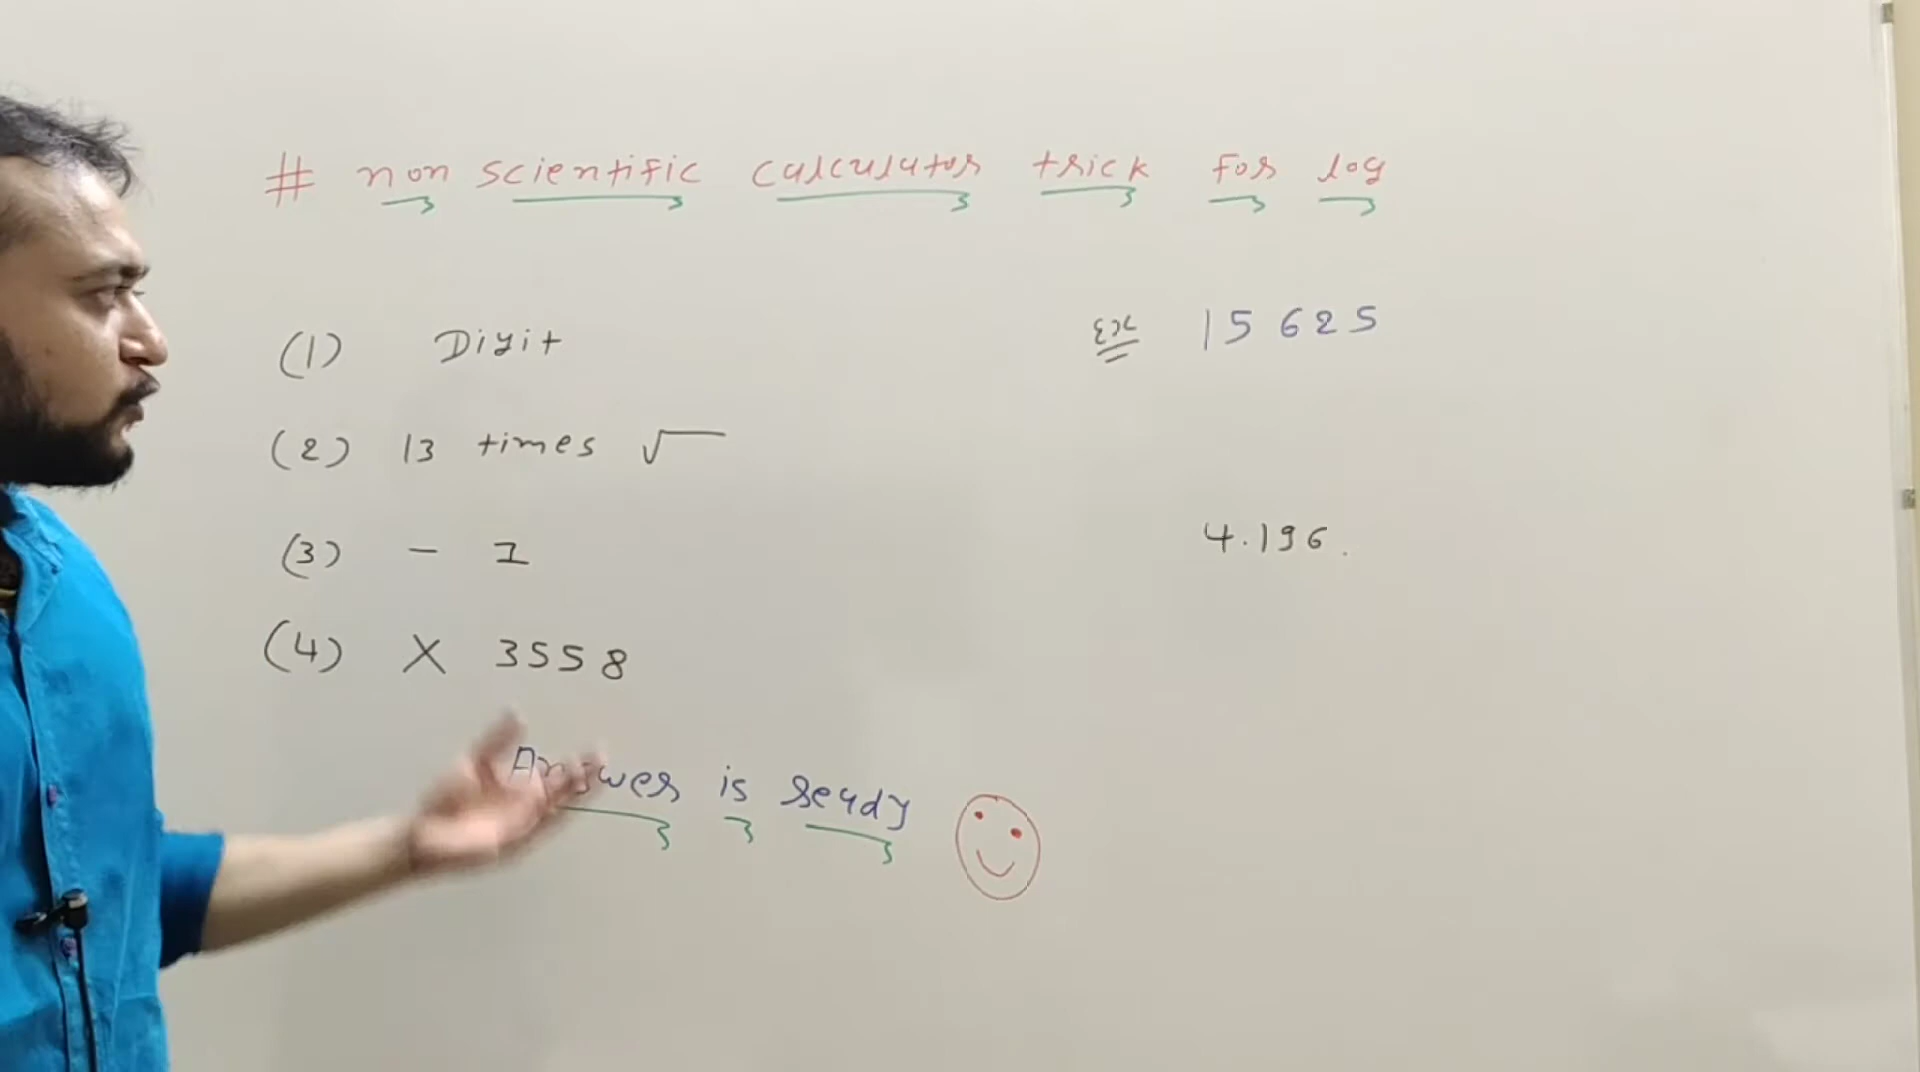 # non scientific calculator trick for log
(1) Digit
Ex 15625
(2) 13 times √
(3) - 1
4.196.
(4) X 3558
Answer is ready